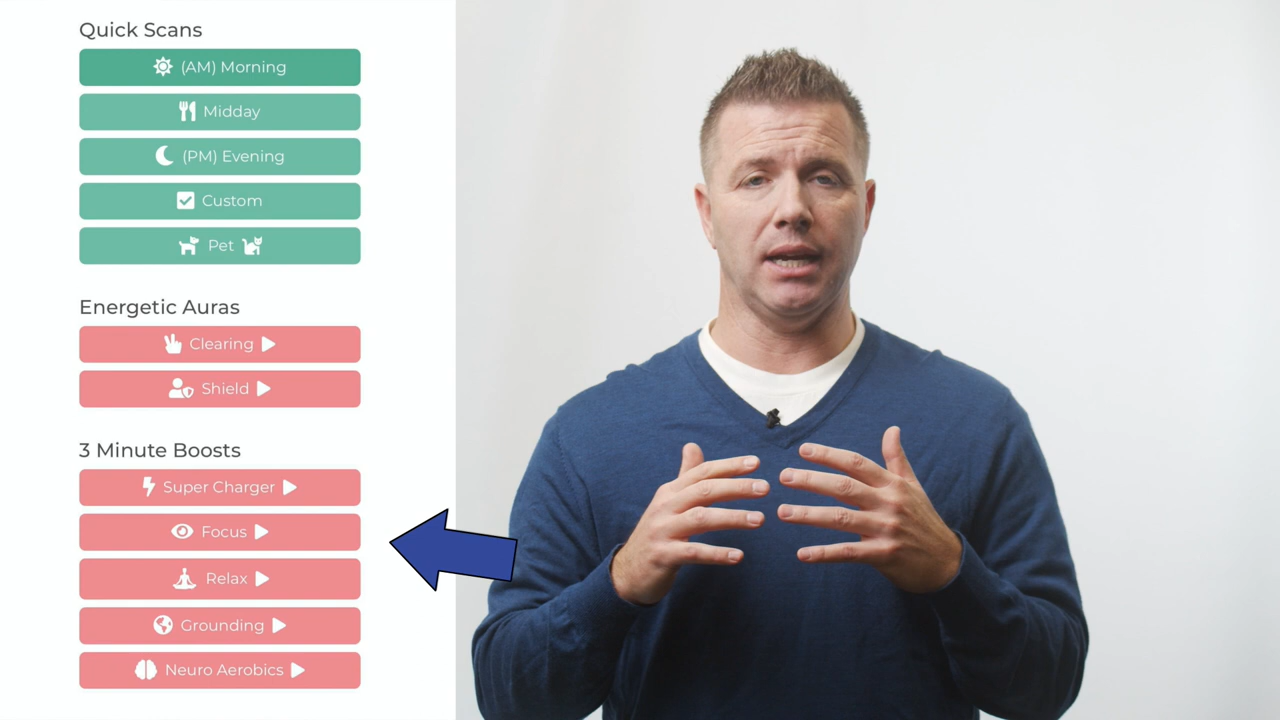 Quick Scans
(AM) Morning
Midday
(PM) Evening
Custom
Pet
Energetic Auras
Clearing
Shield
3 Minute Boosts
Super Charger
Focus
Relax
Grounding
Neuro Aerobics